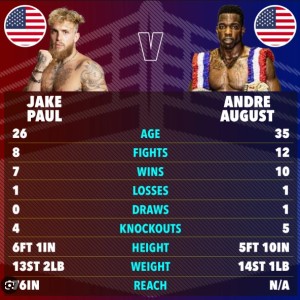 V
JAKE PAUL
ANDRE AUGUST
26 AGE 35
8 FIGHTS 12
7 WINS 10
1 LOSSES 1
0 DRAWS 1
4 KNOCKOUTS 5
6FT 1IN HEIGHT 5FT 10IN
13ST 2LB WEIGHT 14ST 1LB
6IN REACH N/A